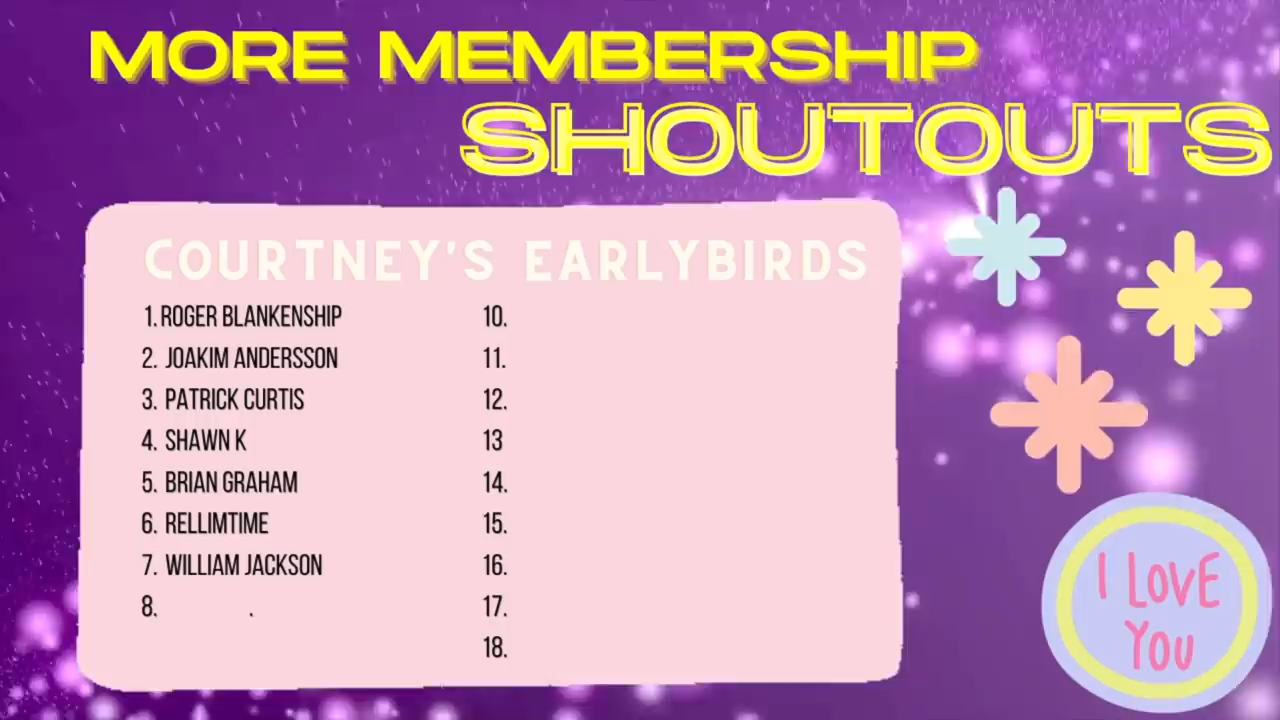 MORE MEMBERSHIP
SHOUTOUTS
COURTNEY'S EARLYBIRDS
1. ROGER BLANKENSHIP
2. JOAKIM ANDERSSON
3. PATRICK CURTIS
4. SHAWN K
5. BRIAN GRAHAM
6. RELLIMTIME
7. WILLIAM JACKSON
8. .
10.
11.
12.
13
14.
15.
16.
17.
18.
I LOVE
YOU